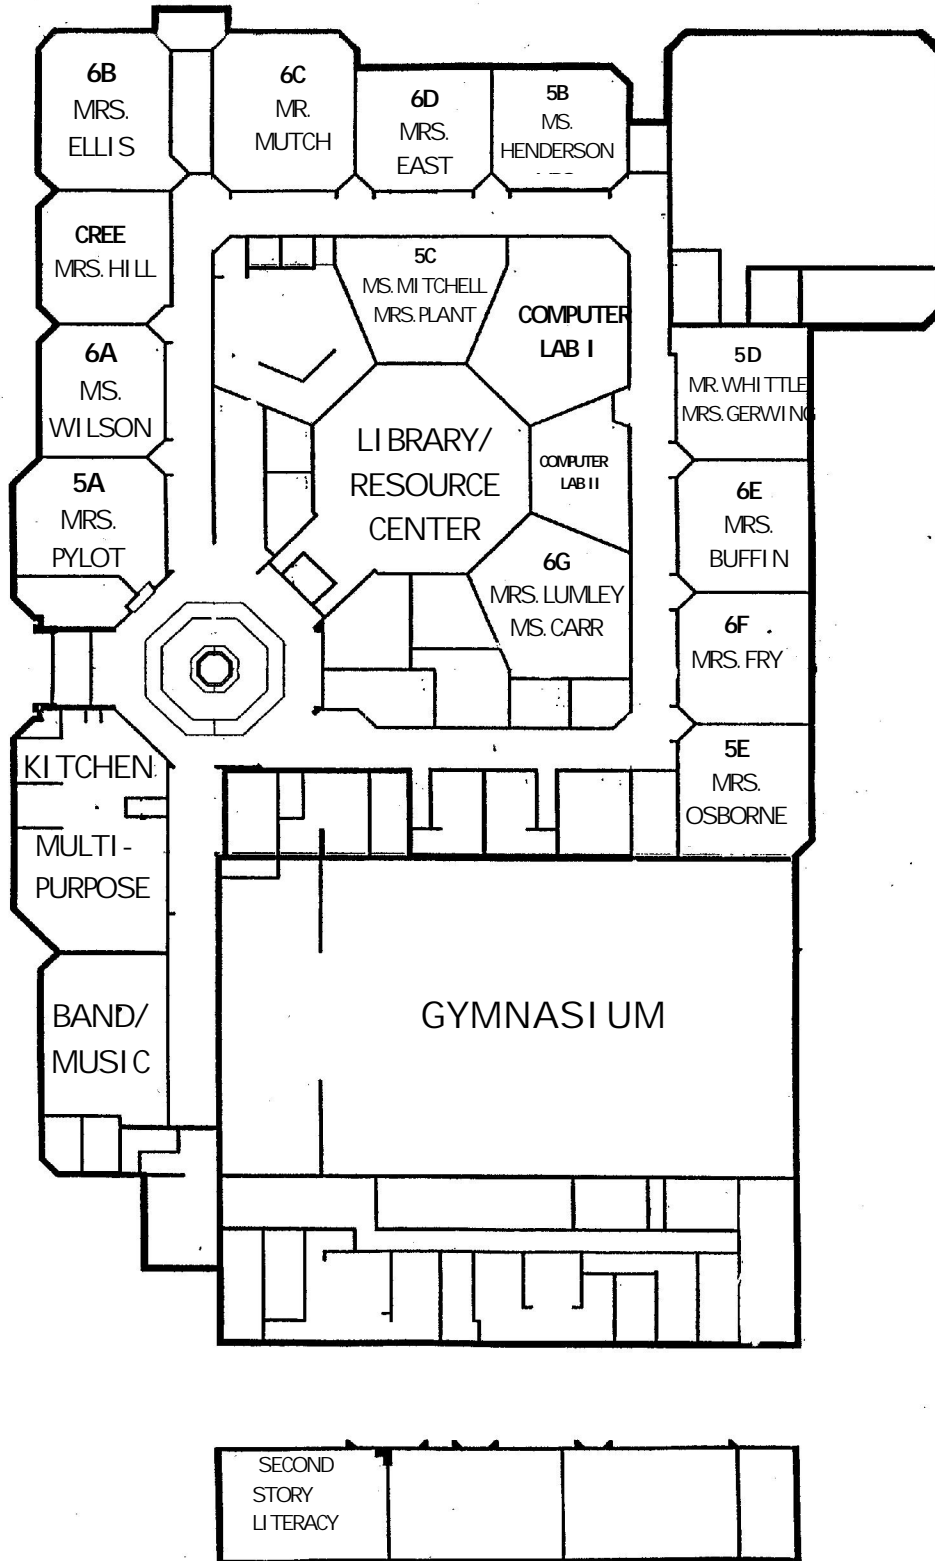 6B
MRS.
ELLIS
6C
MR.
MUTCH
6D
MRS.
EAST
5B
MS.
HENDERSON
CREE
MRS. HILL
5C
MS. MITCHELL
MRS. PLANT
COMPUTER
LAB I
6A
MS.
WILSON
5D
MR. WHITTLE
MRS. GERWING
LIBRARY/
RESOURCE
CENTER
COMPUTER
LAB II
5A
MRS.
PYLOT
6E
MRS.
BUFFIN
6G
MRS. LUMLEY
MS. CARR
6F
MRS. FRY
KITCHEN
MULTI-
PURPOSE
5E
MRS.
OSBORNE
BAND/
MUSIC
GYMNASIUM
SECOND
STORY
LITERACY